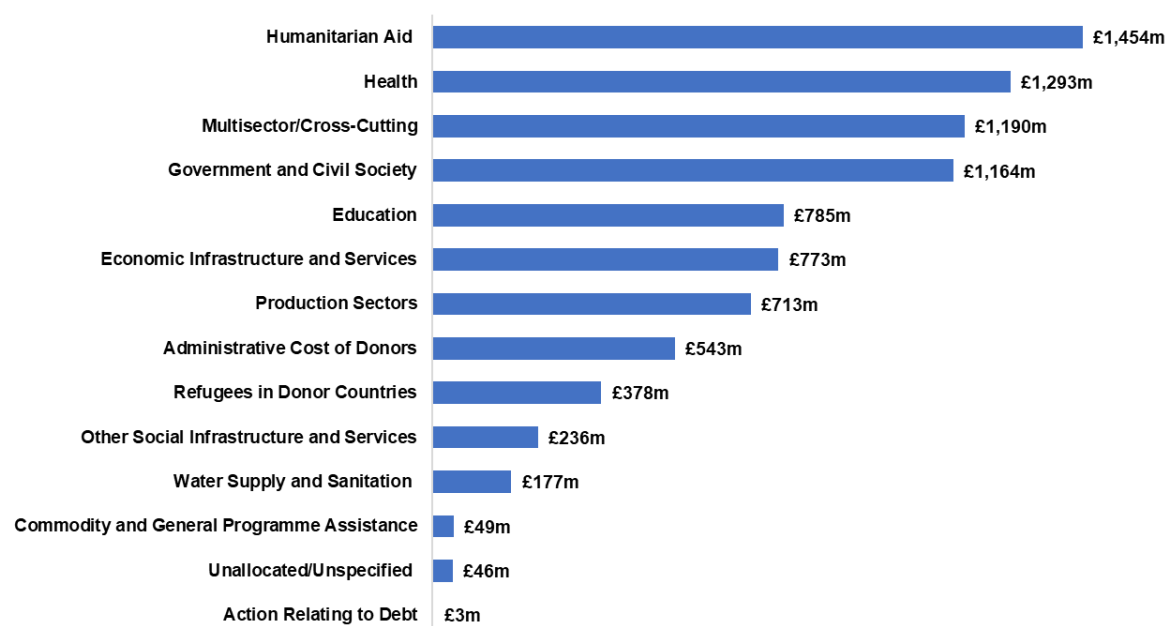 Humanitarian Aid £1,454m
Health £1,293m
Multisector/Cross-Cutting £1,190m
Government and Civil Society £1,164m
Education £785m
Economic Infrastructure and Services £773m
Production Sectors £713m
Administrative Cost of Donors £543m
Refugees in Donor Countries £378m
Other Social Infrastructure and Services £236m
Water Supply and Sanitation £177m
Commodity and General Programme Assistance £49m
Unallocated/Unspecified £46m
Action Relating to Debt £3m